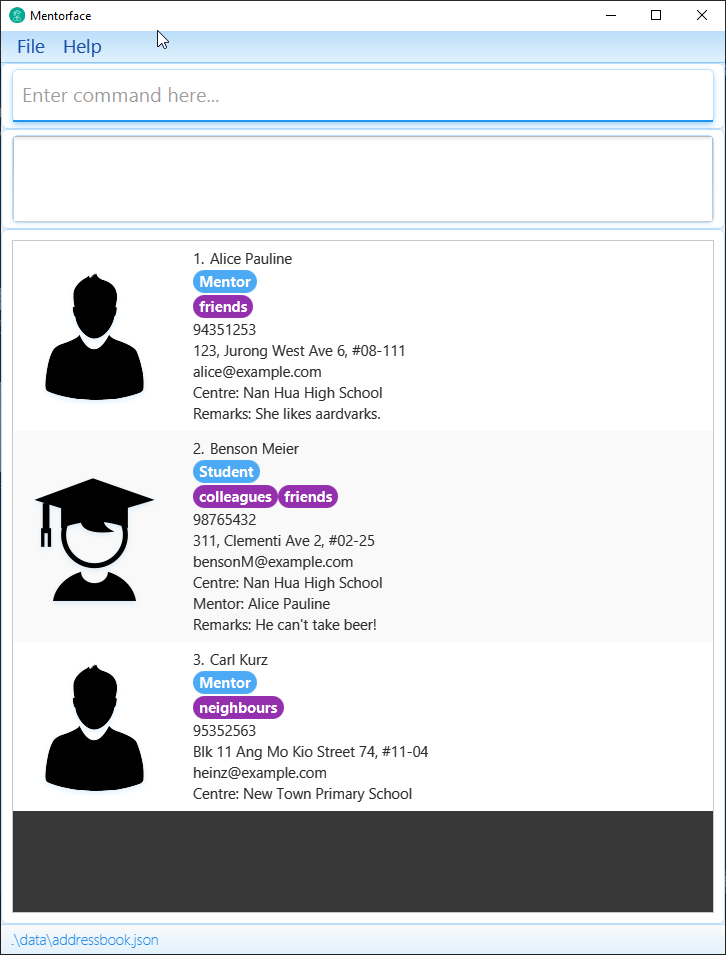 Mentorface
File Help
Enter command here...
1. Alice Pauline
Mentor
friends
94351253
123, Jurong West Ave 6, #08-111
alice@example.com
Centre: Nan Hua High School
Remarks: She likes aardvarks.
2. Benson Meier
Student
colleagues friends
98765432
311, Clementi Ave 2, #02-25
bensonM@example.com
Centre: Nan Hua High School
Mentor: Alice Pauline
Remarks: He can't take beer!
3. Carl Kurz
Mentor
neighbours
95352563
Blk 11 Ang Mo Kio Street 74, #11-04
heinz@example.com
Centre: New Town Primary School
.\data\addressbook.json